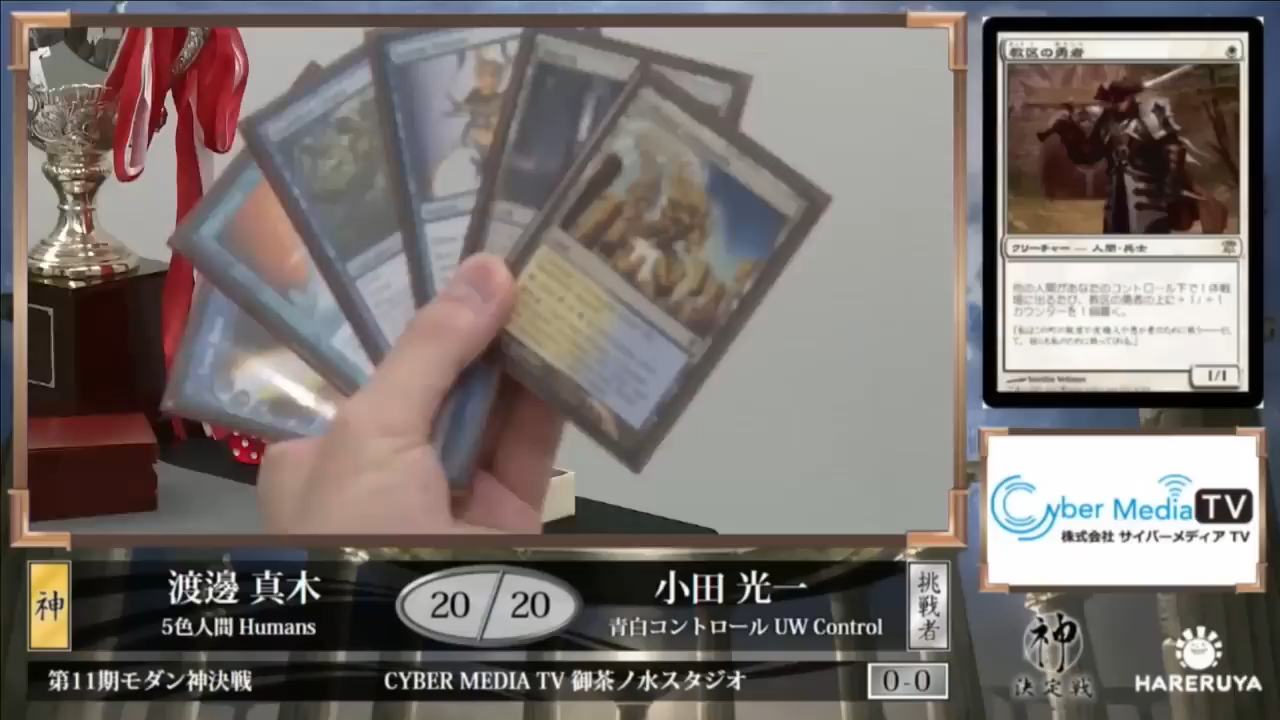 教区の勇者
クリーチャー — 人間・兵士
他の人間があなたのコントロール下で1体戦
場に出るたび、教区の勇者の上に+1/+1
カウンターを1個置く。
1/1
Cyber Media TV
株式会社 サイバーメディア TV
神
渡邊 真木
5色人間 Humans
20/20
小田 光一
青白コントロール UW Control
挑戦者
第11期モダン神決戦
CYBER MEDIA TV 御茶ノ水スタジオ
0-0
神
決定戦
HARERUYA